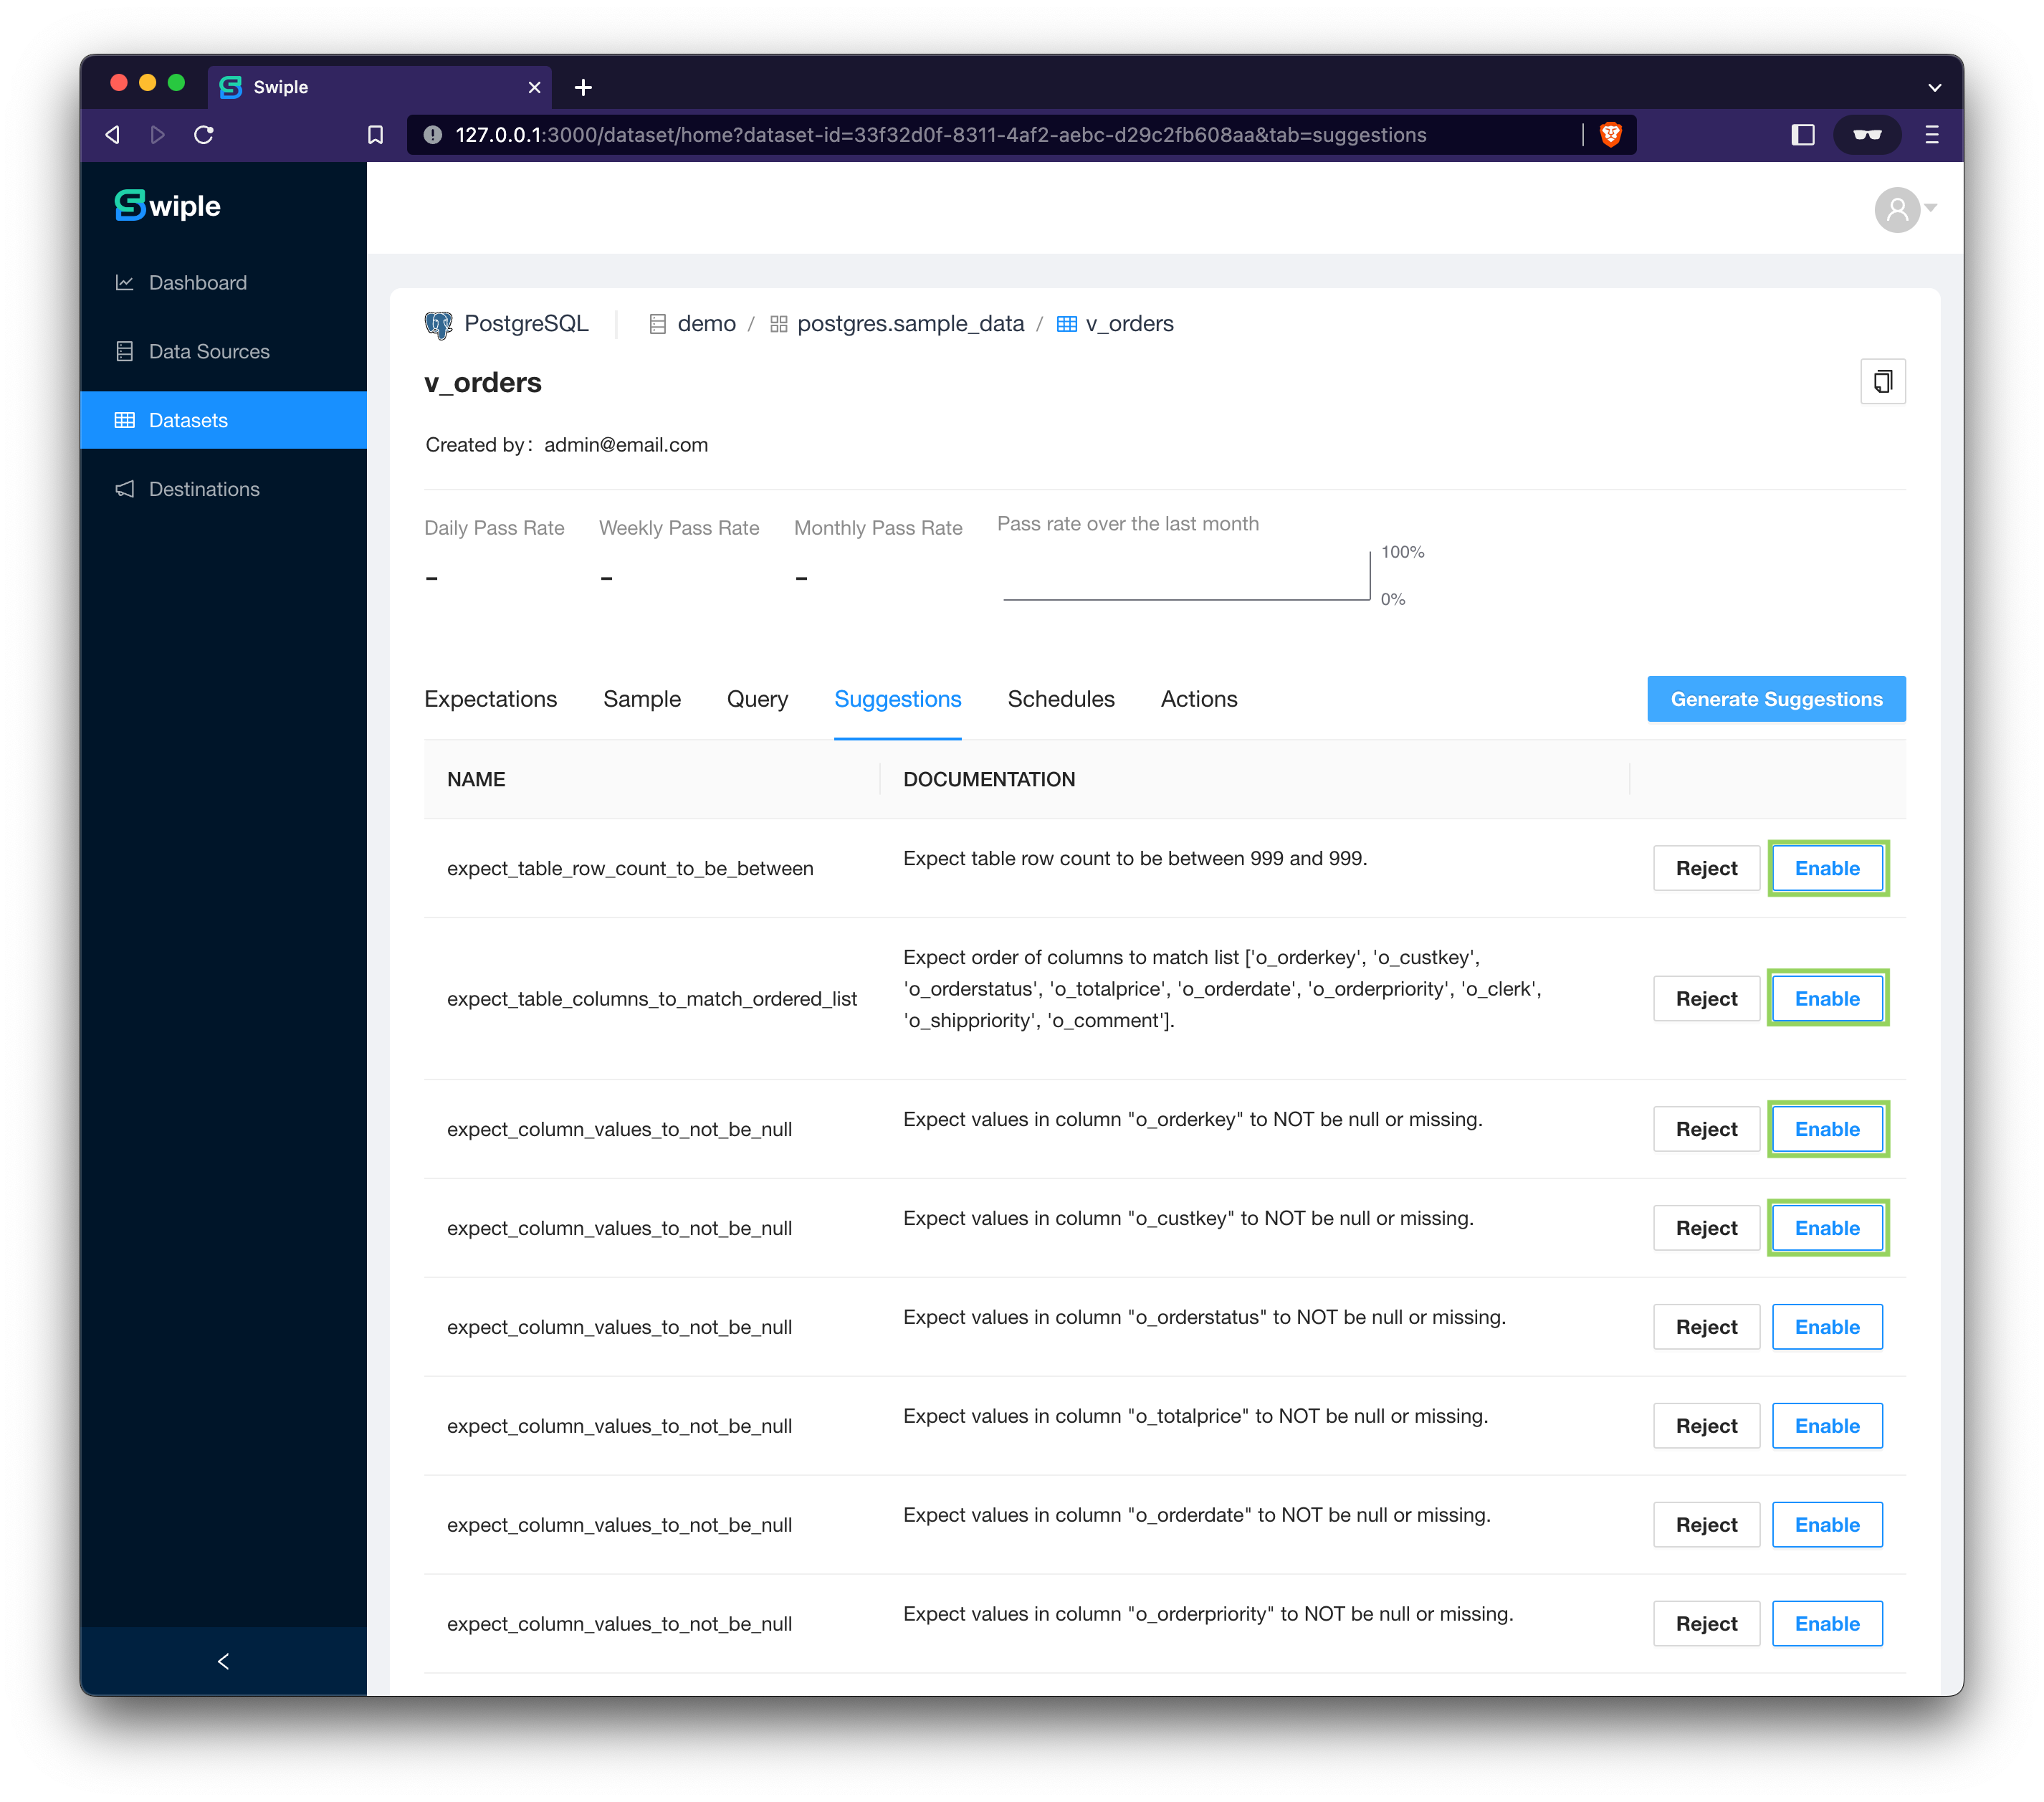 Swiple
127.0.0.1:3000/dataset/home?dataset-id=33f32d0f-8311-4af2-aebc-d29c2fb608aa&tab=suggestions
Swiple
Dashboard
Data Sources
Datasets
Destinations
PostgreSQL demo / postgres.sample_data / v_orders
v_orders
Created by: admin@email.com
Daily Pass Rate Weekly Pass Rate Monthly Pass Rate Pass rate over the last month
- - -
100%
0%
Expectations Sample Query Suggestions Schedules Actions Generate Suggestions
NAME DOCUMENTATION
expect_table_row_count_to_be_between Expect table row count to be between 999 and 999. Reject Enable
expect_table_columns_to_match_ordered_list Expect order of columns to match list ['o_orderkey', 'o_custkey',
'o_orderstatus', 'o_totalprice', 'o_orderdate', 'o_orderpriority', 'o_clerk',
'o_shippriority', 'o_comment']. Reject Enable
expect_column_values_to_not_be_null Expect values in column "o_orderkey" to NOT be null or missing. Reject Enable
expect_column_values_to_not_be_null Expect values in column "o_custkey" to NOT be null or missing. Reject Enable
expect_column_values_to_not_be_null Expect values in column "o_orderstatus" to NOT be null or missing. Reject Enable
expect_column_values_to_not_be_null Expect values in column "o_totalprice" to NOT be null or missing. Reject Enable
expect_column_values_to_not_be_null Expect values in column "o_orderdate" to NOT be null or missing. Reject Enable
expect_column_values_to_not_be_null Expect values in column "o_orderpriority" to NOT be null or missing. Reject Enable